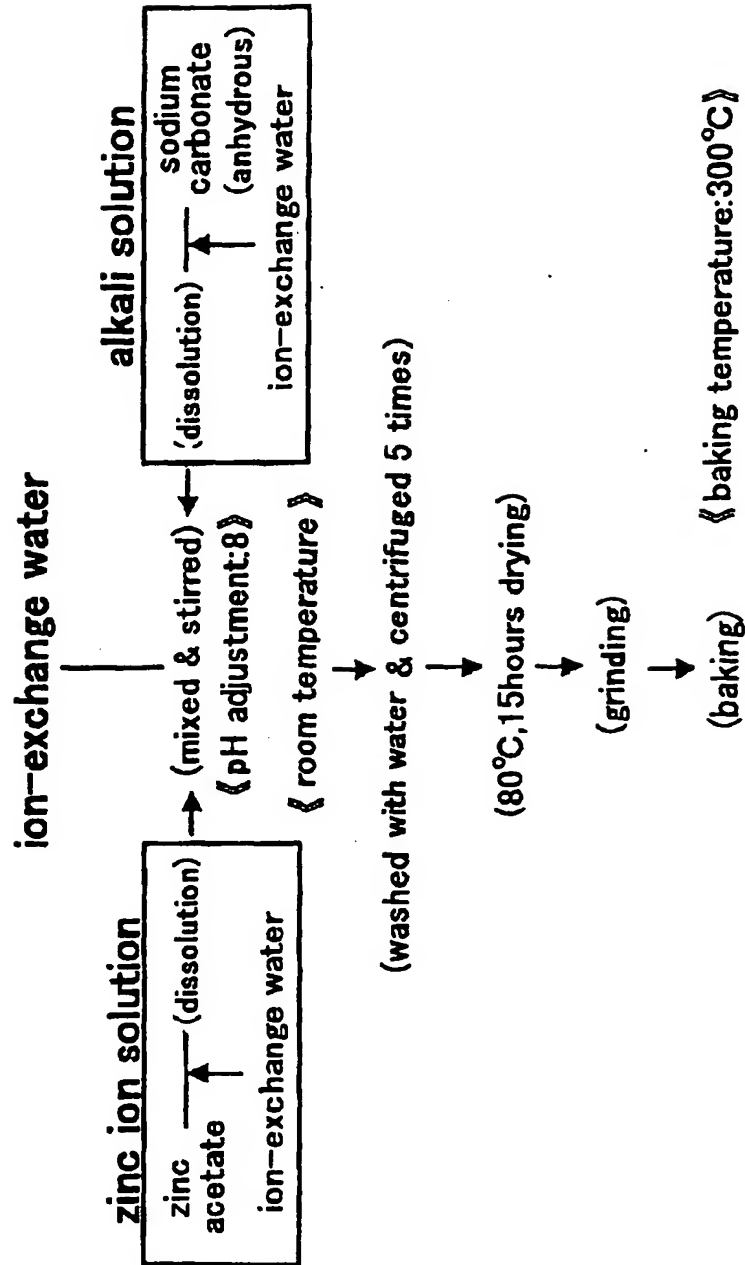 ion-exchange water
zinc ion solution
zinc
acetate
(dissolution)
ion-exchange water
alkali solution
(dissolution)
sodium
carbonate
(anhydrous)
ion-exchange water
(mixed & stirred)
《pH adjustment:8》
《room temperature》
(washed with water & centrifuged 5 times)
(80°C,15hours drying)
(grinding)
(baking)
《baking temperature:300°C》